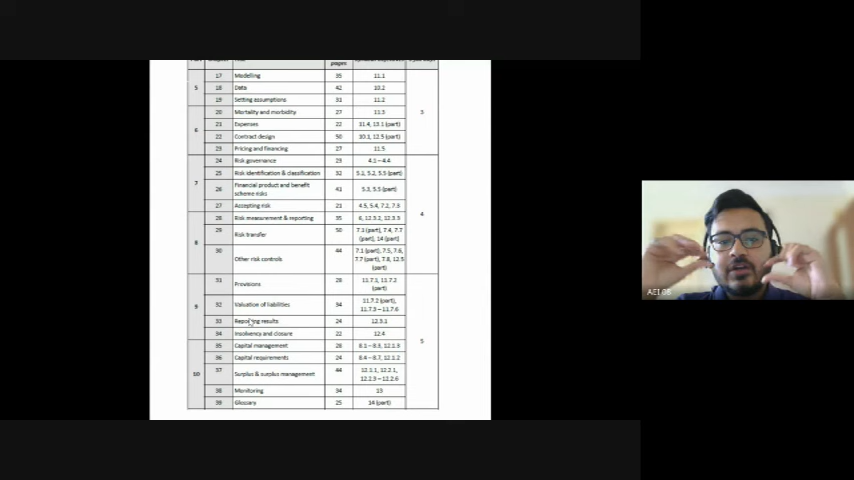 pages
17 Modelling 35 11.1
5 18 Data 42 10.2
19 Setting assumptions 31 11.2
20 Mortality and morbidity 27 11.3
6 21 Expenses 22 11.4, 13.1 (part)
22 Contract design 50 10.1, 12.5 (part)
23 Pricing and financing 27 11.5
3
24 Risk governance 23 4.1 – 4.4
7 25 Risk identification & classification 32 5.1, 5.2, 5.5 (part)
26 Financial product and benefit scheme risks 41 5.3, 5.5 (part)
27 Accepting risk 21 4.5, 5.4, 7.2, 7.3
28 Risk measurement & reporting 35 6, 12.3.2, 12.3.3
4
8 29 Risk transfer 50 7.1 (part), 7.4, 7.7 (part), 14 (part)
30 Other risk controls 44 7.1 (part), 7.5, 7.6, 7.7 (part), 7.8, 12.5 (part)
31 Provisions 28 11.7.1, 11.7.2 (part)
9 32 Valuation of liabilities 34 11.7.2 (part), 11.7.3 – 11.7.6
33 Reporting results 24 12.3.1
34 Insolvency and closure 22 12.4
5
35 Capital management 28 8.1 – 8.3, 12.1.3
36 Capital requirements 24 8.4 – 8.7, 12.1.2
10 37 Surplus & surplus management 44 12.1.1, 12.2.1, 12.2.3 – 12.2.6
38 Monitoring 34 13
39 Glossary 25 14 (part)